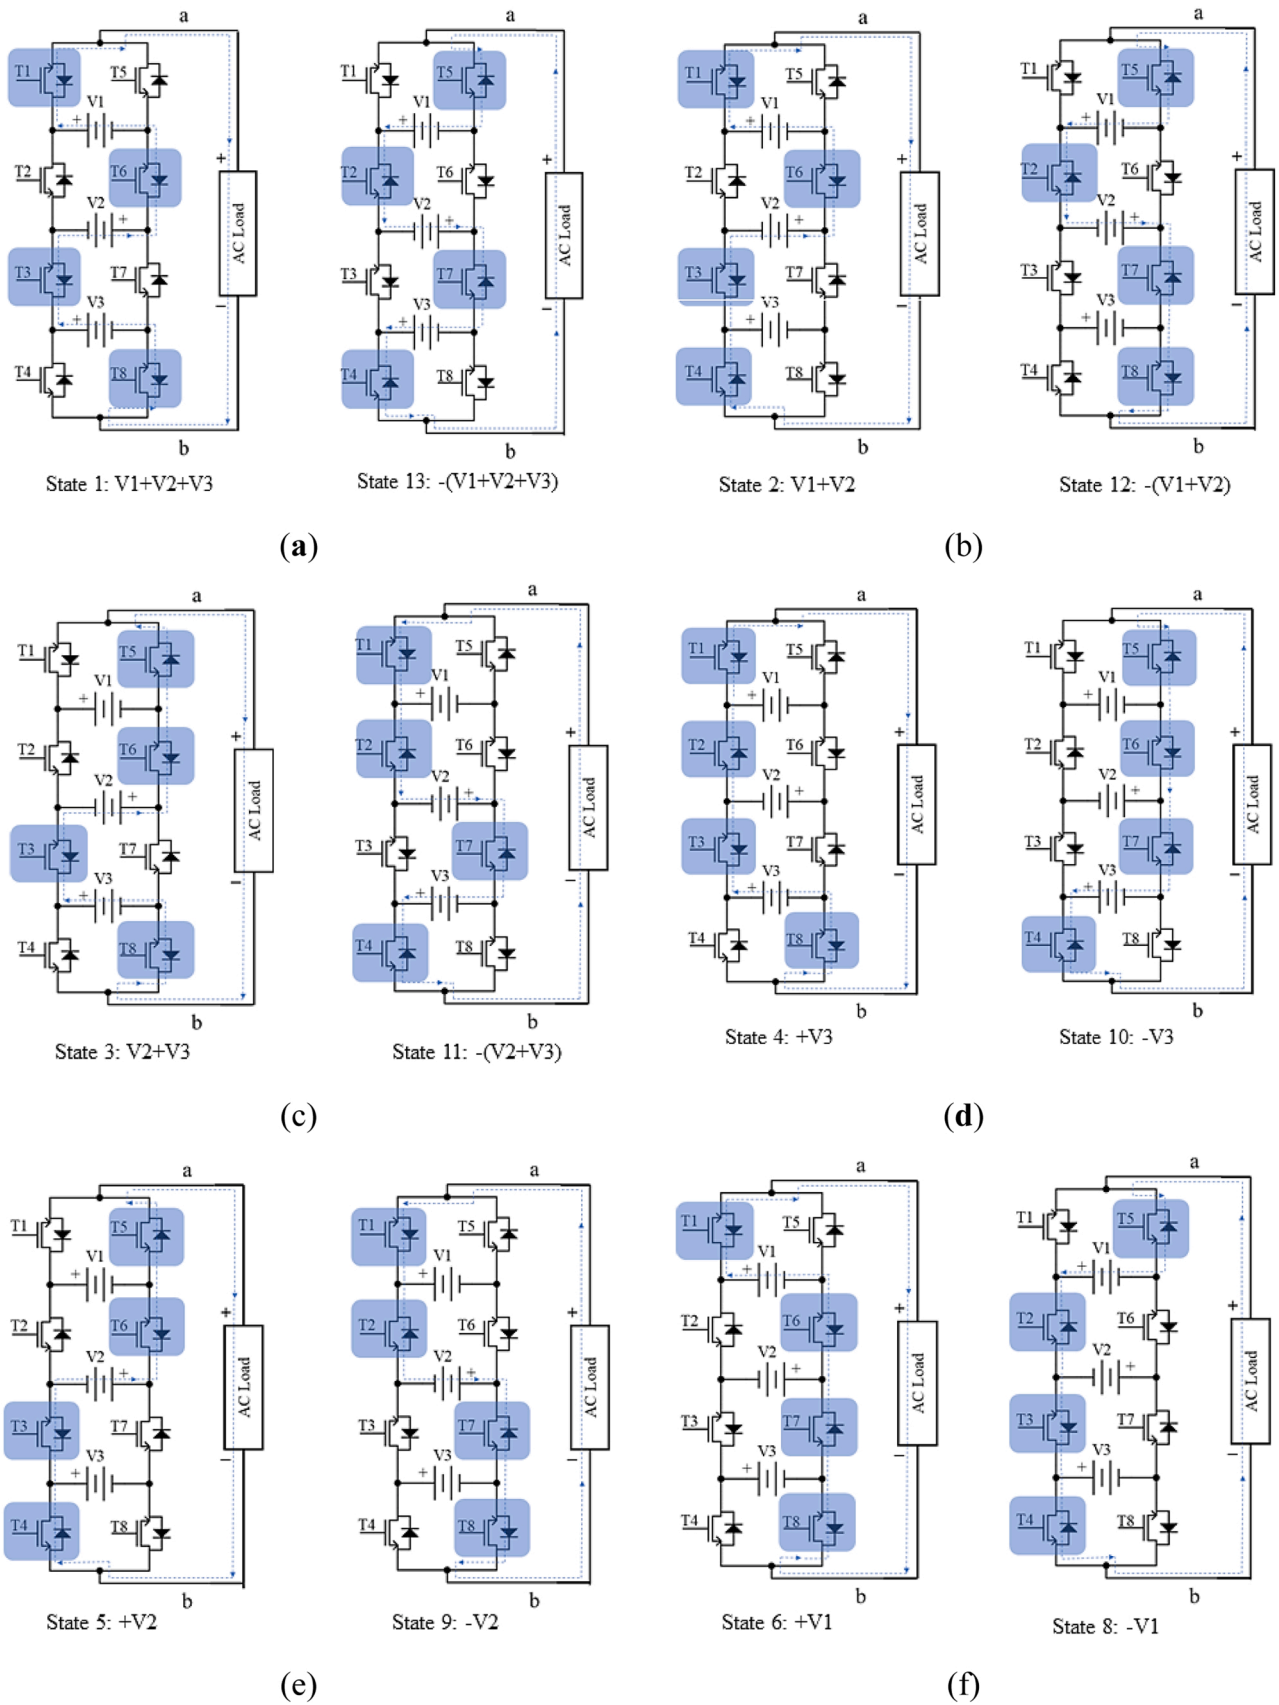 a a a a
T1 T5 T1 T5 T1 T5 T1 T5
V1 V1 V1 V1
+ + + +
T2 T6 T2 T6 T2 T6 T2 T6
+ + + +
V2 + V2 + V2 + V2 +
AC Load AC Load AC Load AC Load
T3 T7 T3 T7 T3 T7 T3 T7
− − − −
V3 V3 V3 V3
+ + + +
T4 T8 T4 T8 T4 T8 T4 T8
b b b b
State 1: V1+V2+V3 State 13: -(V1+V2+V3) State 2: V1+V2 State 12: -(V1+V2)
(a) (b)
a a a a
T1 T5 T1 T5 T1 T5 T1 T5
V1 V1 V1 V1
+ + + +
T2 T6 T2 T6 T2 T6 T2 T6
+ + + +
V2 + V2 + V2 + V2 +
AC Load AC Load AC Load AC Load
T3 T7 T3 T7 T3 T7 T3 T7
− − − −
V3 V3 V3 V3
+ + + +
T4 T8 T4 T8 T4 T8 T4 T8
b b b b
State 3: V2+V3 State 11: -(V2+V3) State 4: +V3 State 10: -V3
(c) (d)
a a a a
T1 T5 T1 T5 T1 T5 T1 T5
V1 V1 V1 V1
+ + + +
T2 T6 T2 T6 T2 T6 T2 T6
+ + + +
V2 + V2 + V2 + V2 +
AC Load AC Load AC Load AC Load
T3 T7 T3 T7 T3 T7 T3 T7
− − − −
V3 V3 V3 V3
+ + + +
T4 T8 T4 T8 T4 T8 T4 T8
b b b b
State 5: +V2 State 9: -V2 State 6: +V1 State 8: -V1
(e) (f)